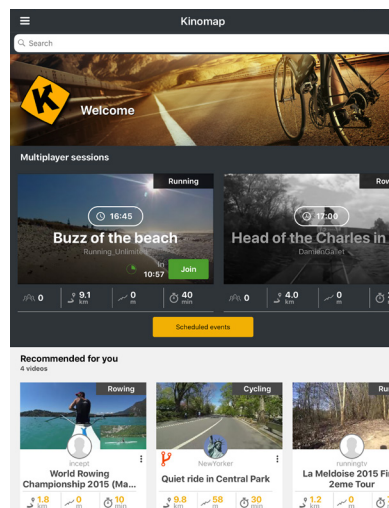 Kinomap
Search
Welcome
Multiplayer sessions
Running
16:45
17:00
Buzz of the beach
Head of the Charles in
Running_Unlimited
DamienGallet
In
10:57
Join
0
9.1
km
0
m
40
min
0
4.0
km
0
m
Scheduled events
Recommended for you
4 videos
Rowing
Cycling
incept
NewYorker
runningtv
World Rowing
Championship 2015 (Ma...
Quiet ride in Central Park
La Meldoise 2015
2eme Tour
1.8
km
0
m
10
min
9.8
km
58
m
30
min
1.2
km
0
m